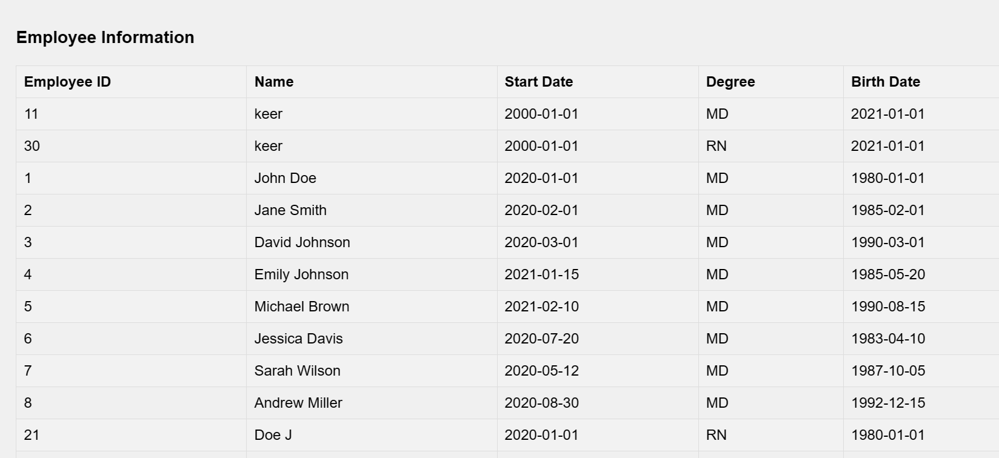 Employee Information
Employee ID Name Start Date Degree Birth Date
11 keer 2000-01-01 MD 2021-01-01
30 keer 2000-01-01 RN 2021-01-01
1 John Doe 2020-01-01 MD 1980-01-01
2 Jane Smith 2020-02-01 MD 1985-02-01
3 David Johnson 2020-03-01 MD 1990-03-01
4 Emily Johnson 2021-01-15 MD 1985-05-20
5 Michael Brown 2021-02-10 MD 1990-08-15
6 Jessica Davis 2020-07-20 MD 1983-04-10
7 Sarah Wilson 2020-05-12 MD 1987-10-05
8 Andrew Miller 2020-08-30 MD 1992-12-15
21 Doe J 2020-01-01 RN 1980-01-01